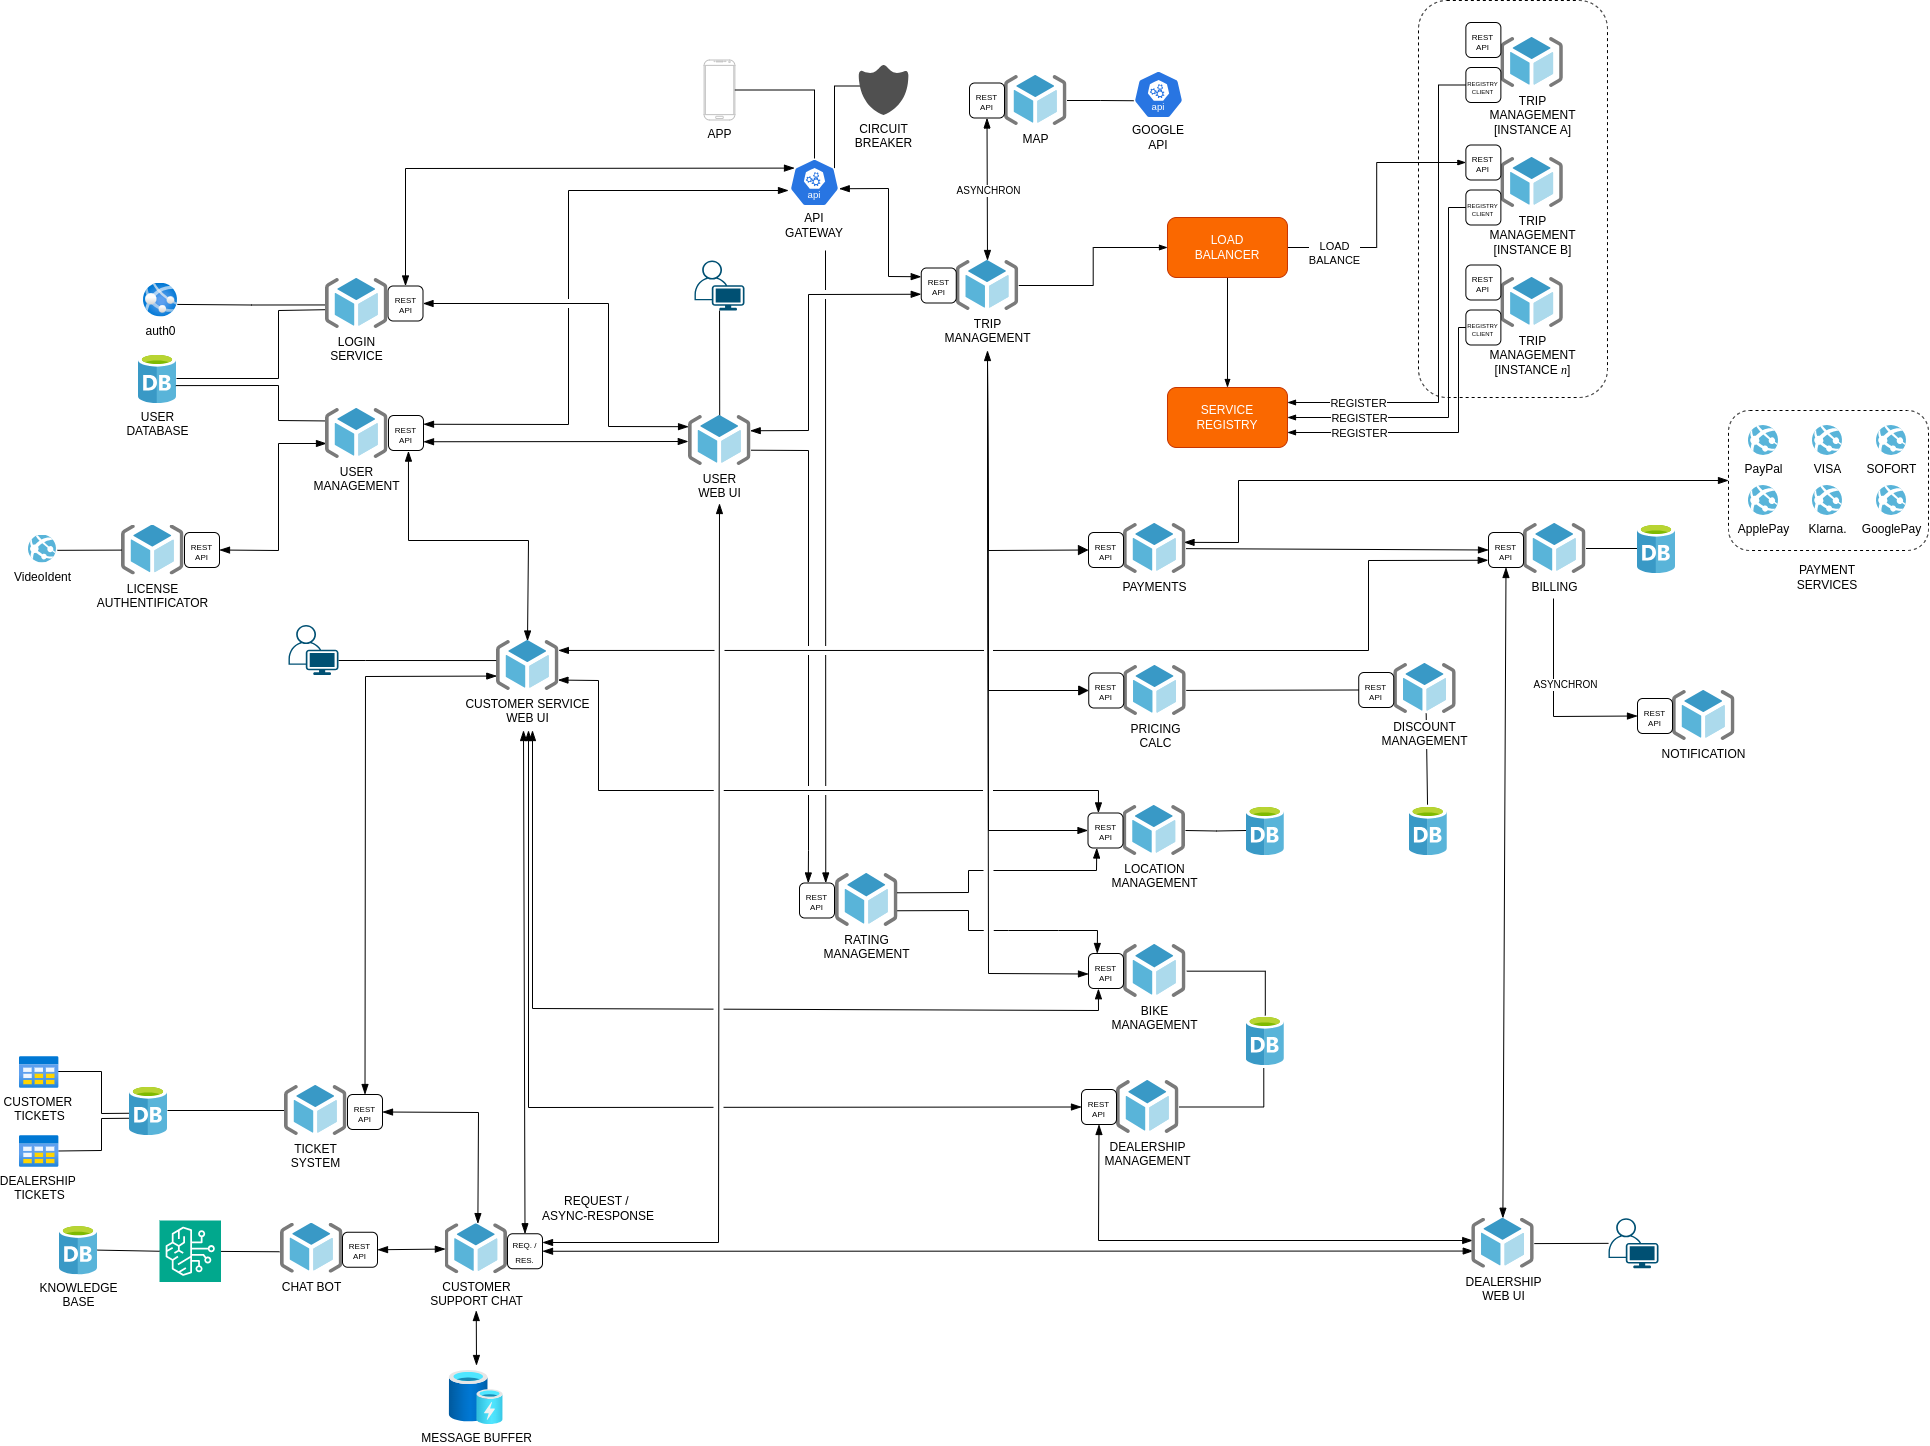 REST
API
TRIP
MANAGEMENT
[INSTANCE A]
REGISTRY
CLIENT
APP
CIRCUIT
BREAKER
REST
API
MAP
api
GOOGLE
API
REST
API
REGISTRY
CLIENT
TRIP
MANAGEMENT
[INSTANCE B]
api
API
GATEWAY
ASYNCHRON
LOAD
BALANCER
LOAD
BALANCE
REST
API
REGISTRY
CLIENT
TRIP
MANAGEMENT
[INSTANCE n]
auth0
REST
API
LOGIN
SERVICE
REST
API
TRIP
MANAGEMENT
DB
USER
DATABASE
SERVICE
REGISTRY
REGISTER
REGISTER
REGISTER
REST
API
USER
MANAGEMENT
USER
WEB UI
PayPal
VISA
SOFORT
ApplePay
Klarna.
GooglePay
PAYMENT
SERVICES
VideoIdent
REST
API
LICENSE
AUTHENTIFICATOR
REST
API
PAYMENTS
REST
API
BILLING
DB
CUSTOMER SERVICE
WEB UI
REST
API
PRICING
CALC
REST
API
DISCOUNT
MANAGEMENT
ASYNCHRON
REST
API
NOTIFICATION
REST
API
LOCATION
MANAGEMENT
DB
DB
REST
API
RATING
MANAGEMENT
REST
API
BIKE
MANAGEMENT
DB
CUSTOMER
TICKETS
DB
DEALERSHIP
TICKETS
REST
API
TICKET
SYSTEM
REST
API
DEALERSHIP
MANAGEMENT
REQUEST /
ASYNC-RESPONSE
DB
KNOWLEDGE
BASE
REST
API
CHAT BOT
REQ. /
RES.
CUSTOMER
SUPPORT CHAT
DEALERSHIP
WEB UI
MESSAGE BUFFER